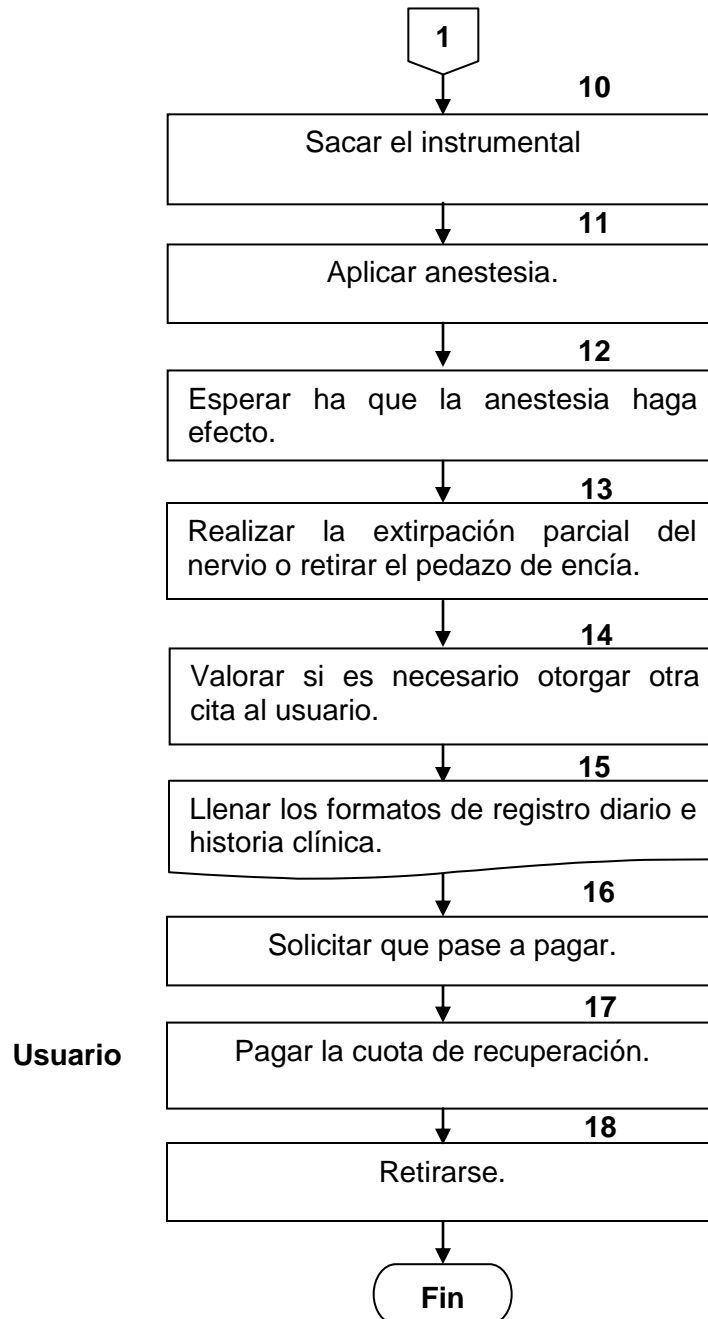 1
10
Sacar el instrumental
11
Aplicar anestesia.
12
Esperar ha que la anestesia haga
efecto.
13
Realizar la extirpación parcial del
nervio o retirar el pedazo de encía.
14
Valorar si es necesario otorgar otra
cita al usuario.
15
Llenar los formatos de registro diario e
historia clínica.
16
Solicitar que pase a pagar.
17
Usuario
Pagar la cuota de recuperación.
18
Retirarse.
Fin